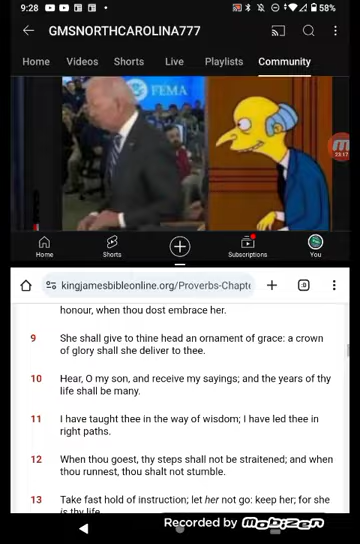 9:28
58%
GMSNORTHCAROLINA777
Home Videos Shorts Live Playlists Community
FEMA
23:17
Home Shorts Subscriptions You
kingjamesbibleonline.org/Proverbs-Chapte
honour, when thou dost embrace her.
9 She shall give to thine head an ornament of grace: a crown
of glory shall she deliver to thee.
10 Hear, O my son, and receive my sayings; and the years of thy
life shall be many.
11 I have taught thee in the way of wisdom; I have led thee in
right paths.
12 When thou goest, thy steps shall not be straitened; and when
thou runnest, thou shalt not stumble.
13 Take fast hold of instruction; let her not go: keep her; for she
is thy life.
Recorded by mobizen